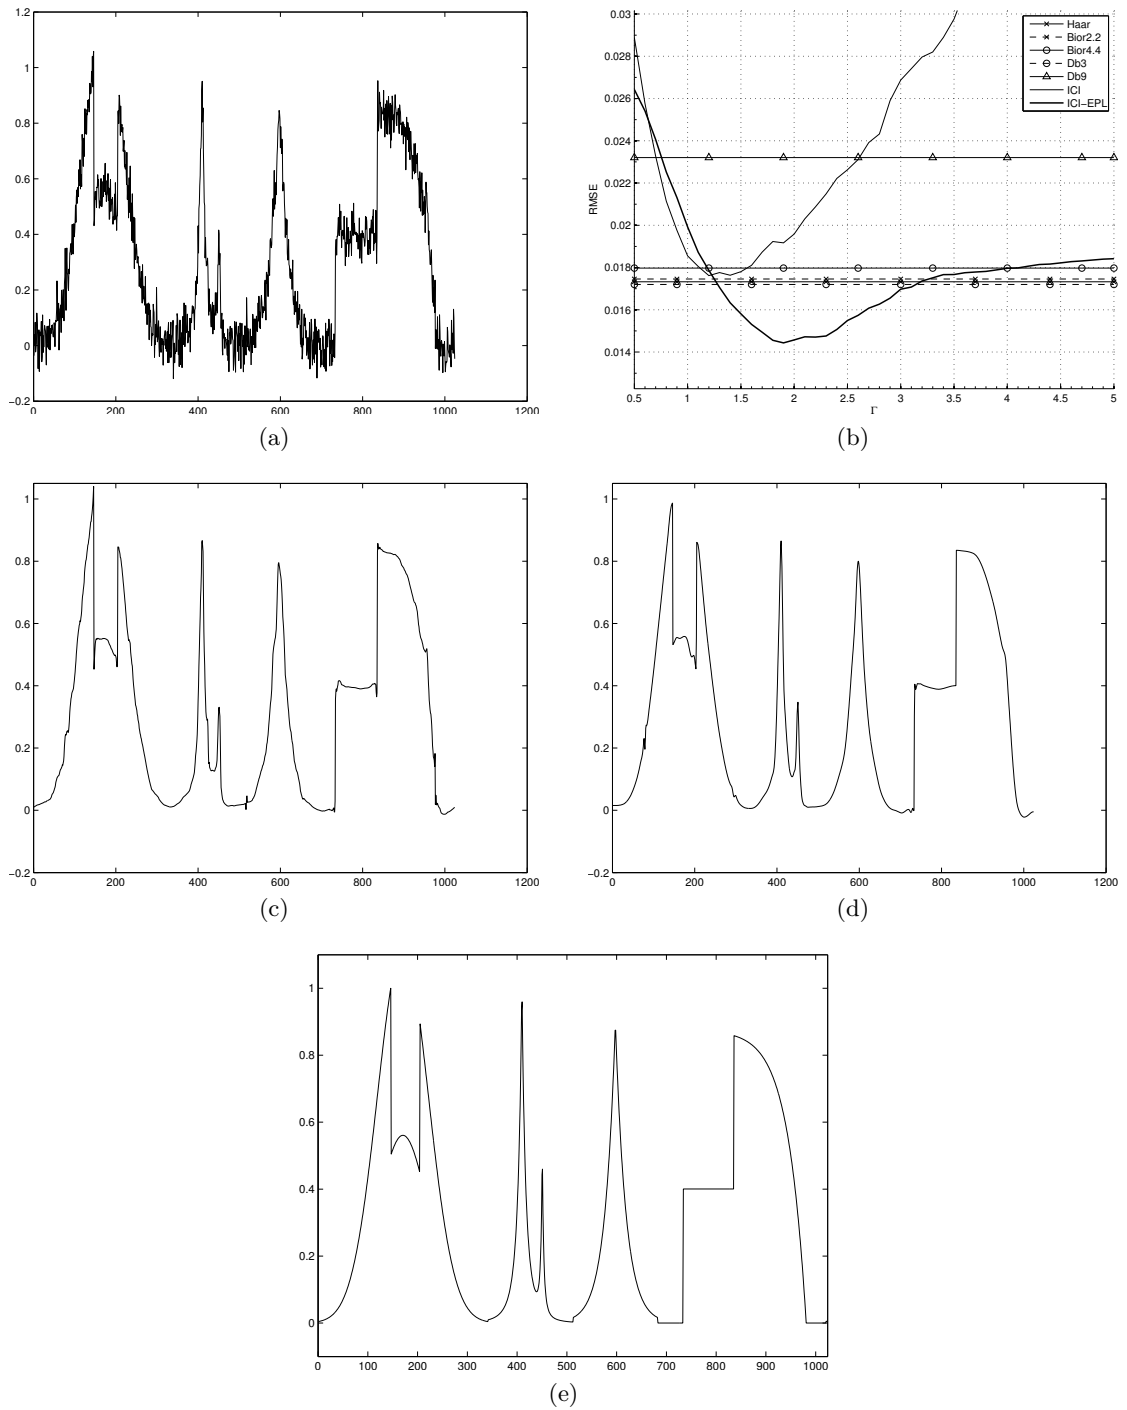 1.2
1
0.8
0.6
0.4
0.2
0
−0.2
0 200 400 600 800 1000 1200
(a)
0.03
0.028
0.026
0.024
0.022
0.02
0.018
0.016
0.014
RMSE
0.5 1 1.5 2 2.5 3 3.5 4 4.5 5
Γ
Haar
Bior2.2
Bior4.4
Db3
Db9
ICI
ICI−EPL
(b)
1
0.8
0.6
0.4
0.2
0
−0.2
0 200 400 600 800 1000 1200
(c)
1
0.8
0.6
0.4
0.2
0
−0.2
0 200 400 600 800 1000 1200
(d)
1
0.8
0.6
0.4
0.2
0
0 100 200 300 400 500 600 700 800 900 1000
(e)